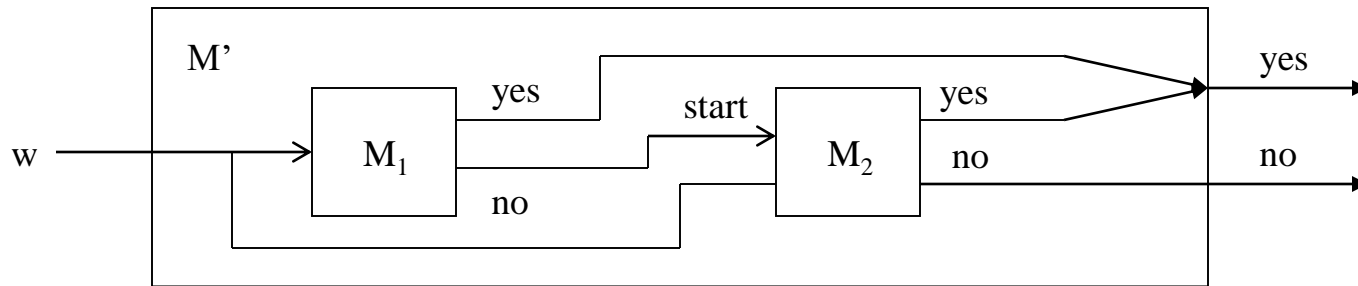 M’
yes
yes
start
yes
w
M₁
M₂
no
no
no